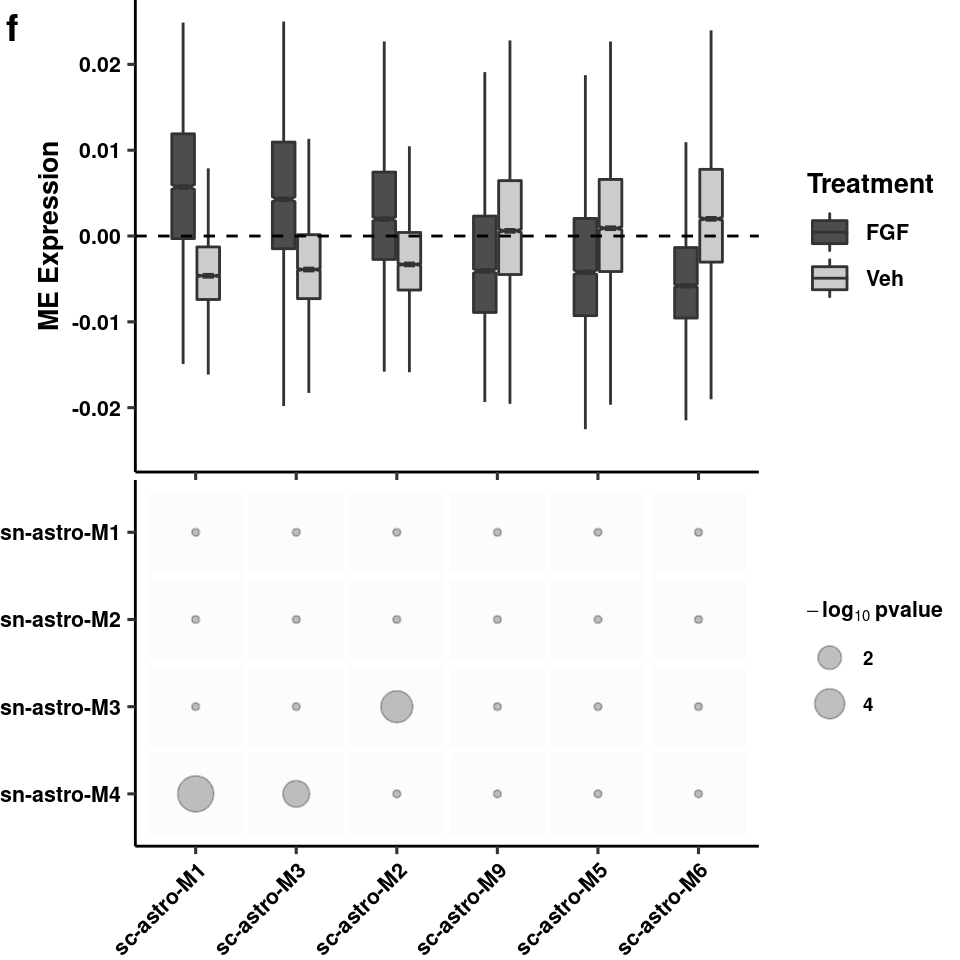 f
ME Expression
0.02
0.01
0.00
-0.01
-0.02
Treatment
FGF
Veh
sn-astro-M1
sn-astro-M2
sn-astro-M3
sn-astro-M4
−log₁₀ pvalue
2
4
sc-astro-M1
sc-astro-M3
sc-astro-M2
sc-astro-M9
sc-astro-M5
sc-astro-M6